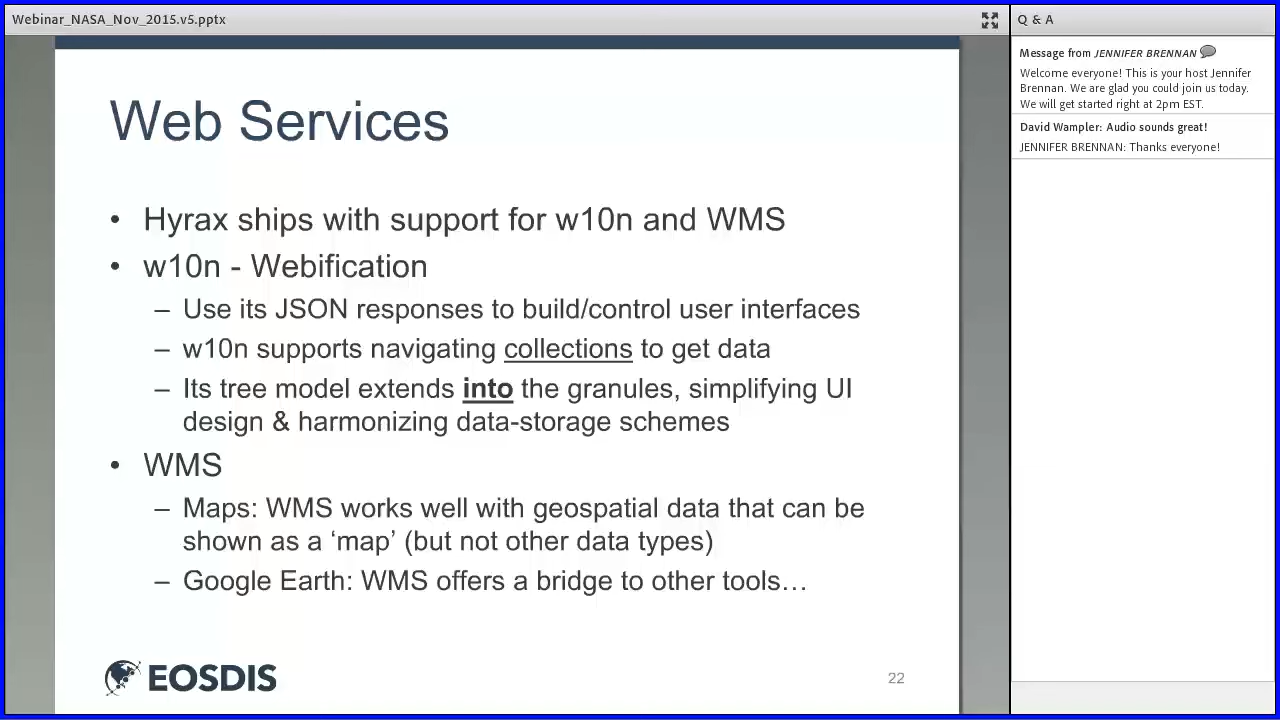 Webinar_NASA_Nov_2015.v5.pptx
Web Services
• Hyrax ships with support for w10n and WMS
• w10n - Webification
– Use its JSON responses to build/control user interfaces
– w10n supports navigating collections to get data
– Its tree model extends into the granules, simplifying UI
design & harmonizing data-storage schemes
• WMS
– Maps: WMS works well with geospatial data that can be
shown as a ‘map’ (but not other data types)
– Google Earth: WMS offers a bridge to other tools…
EOSDIS
22
Q & A
Message from JENNIFER BRENNAN
Welcome everyone! This is your host Jennifer
Brennan. We are glad you could join us today.
We will get started right at 2pm EST.
David Wampler: Audio sounds great!
JENNIFER BRENNAN: Thanks everyone!